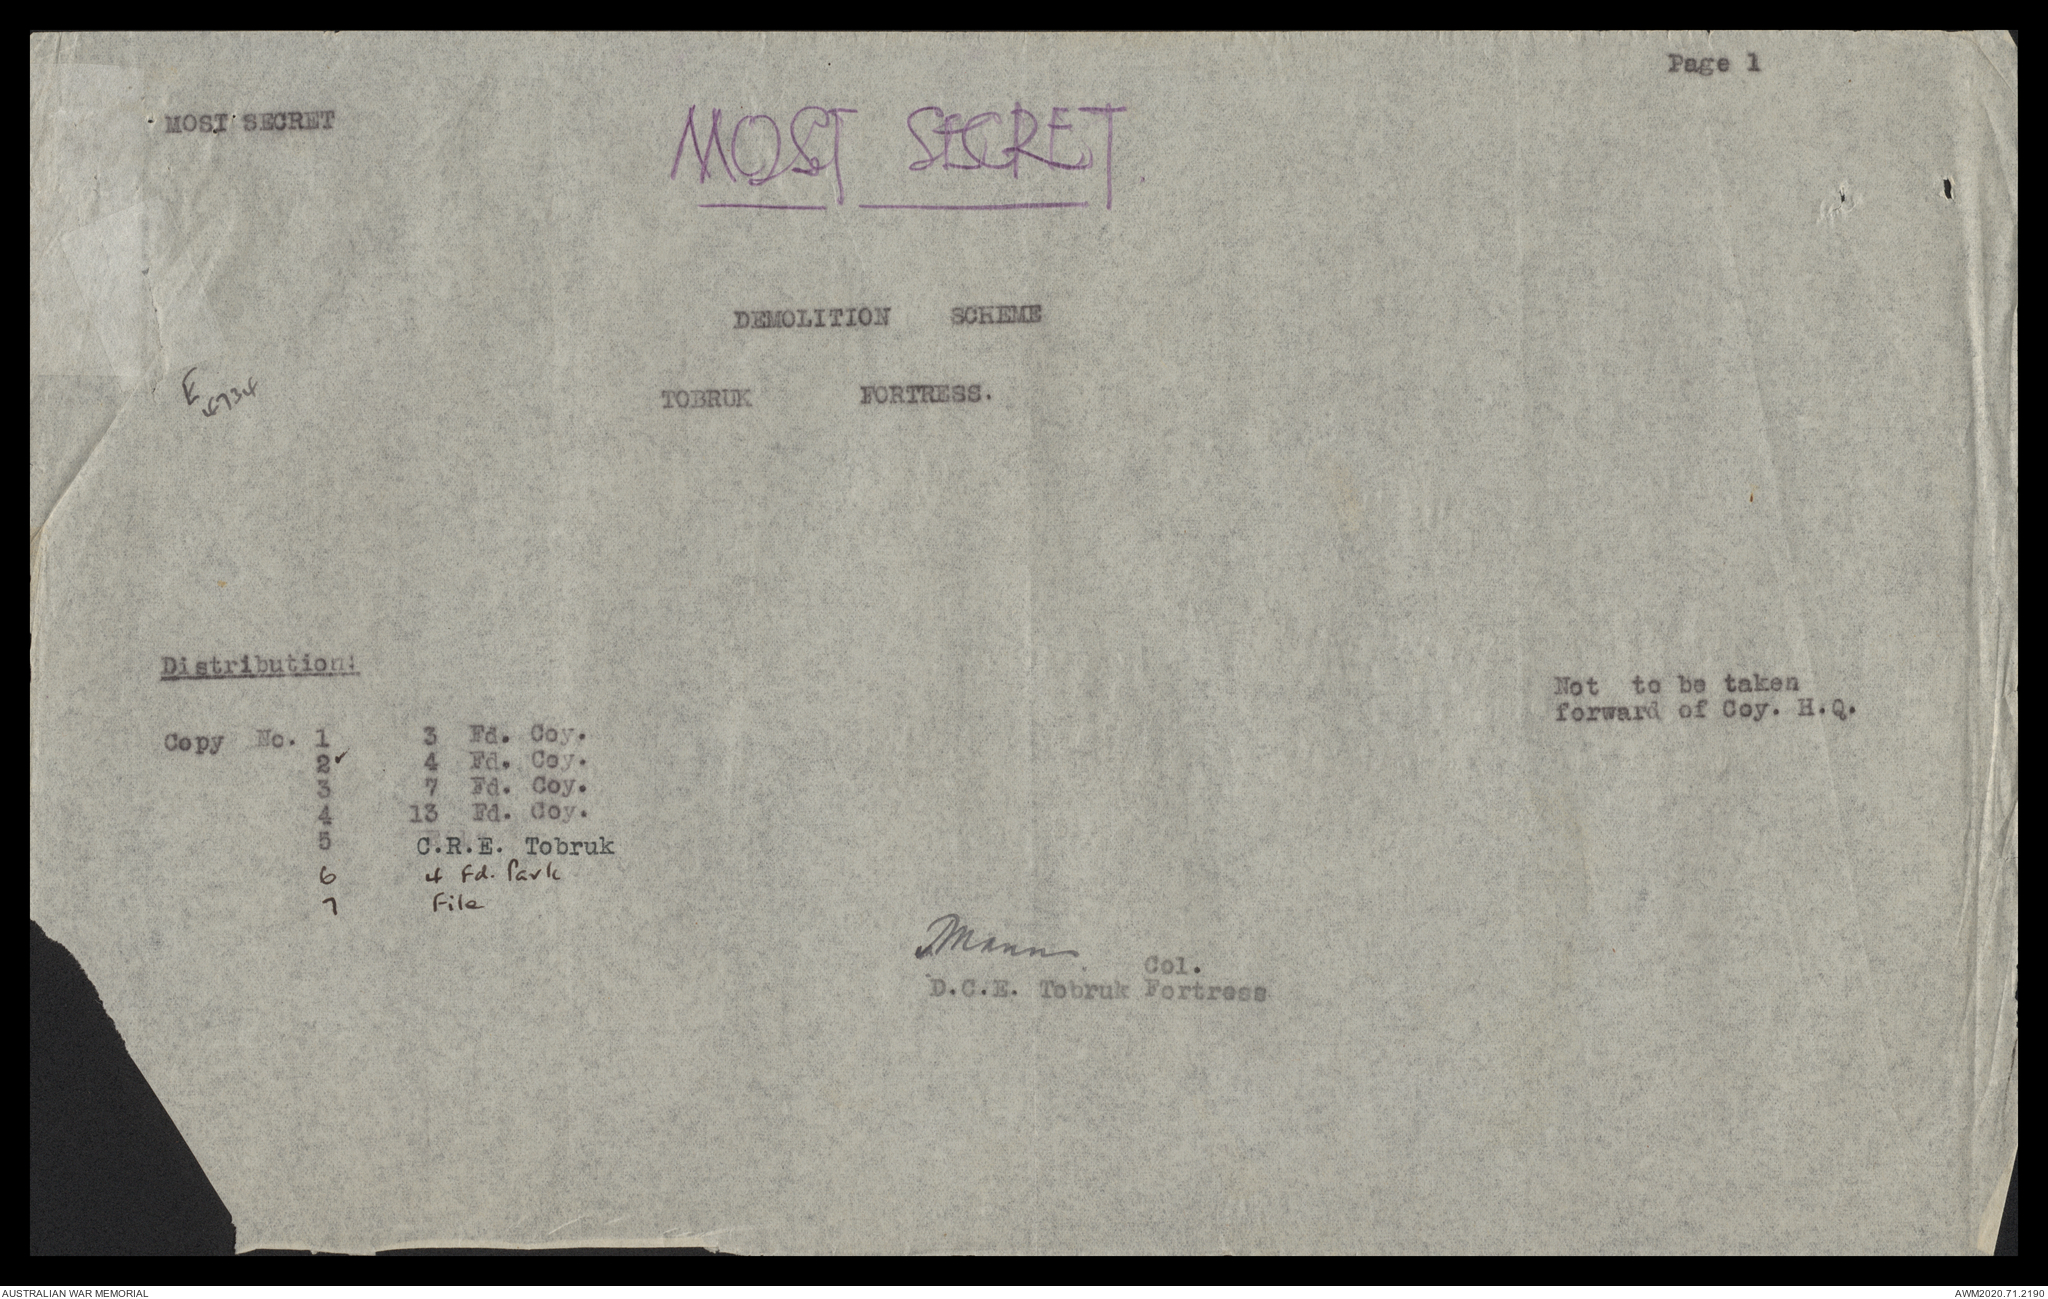 Page 1
MOST SECRET
MOST SECRET
DEMOLITION SCHEME
E 4734
TOBRUK FORTRESS.
Distribution:
Not to be taken
forward of Coy. H.Q.
Copy No. 1 3 Fd. Coy.
2 ✓ 4 Fd. Coy.
3 7 Fd. Coy.
4 13 Fd. Coy.
5 C.R.E. Tobruk
6 4 Fd. Park
7 File
Mann Col.
D.C.E. Tobruk Fortress
AUSTRALIAN WAR MEMORIAL
AWM2020.71.2190